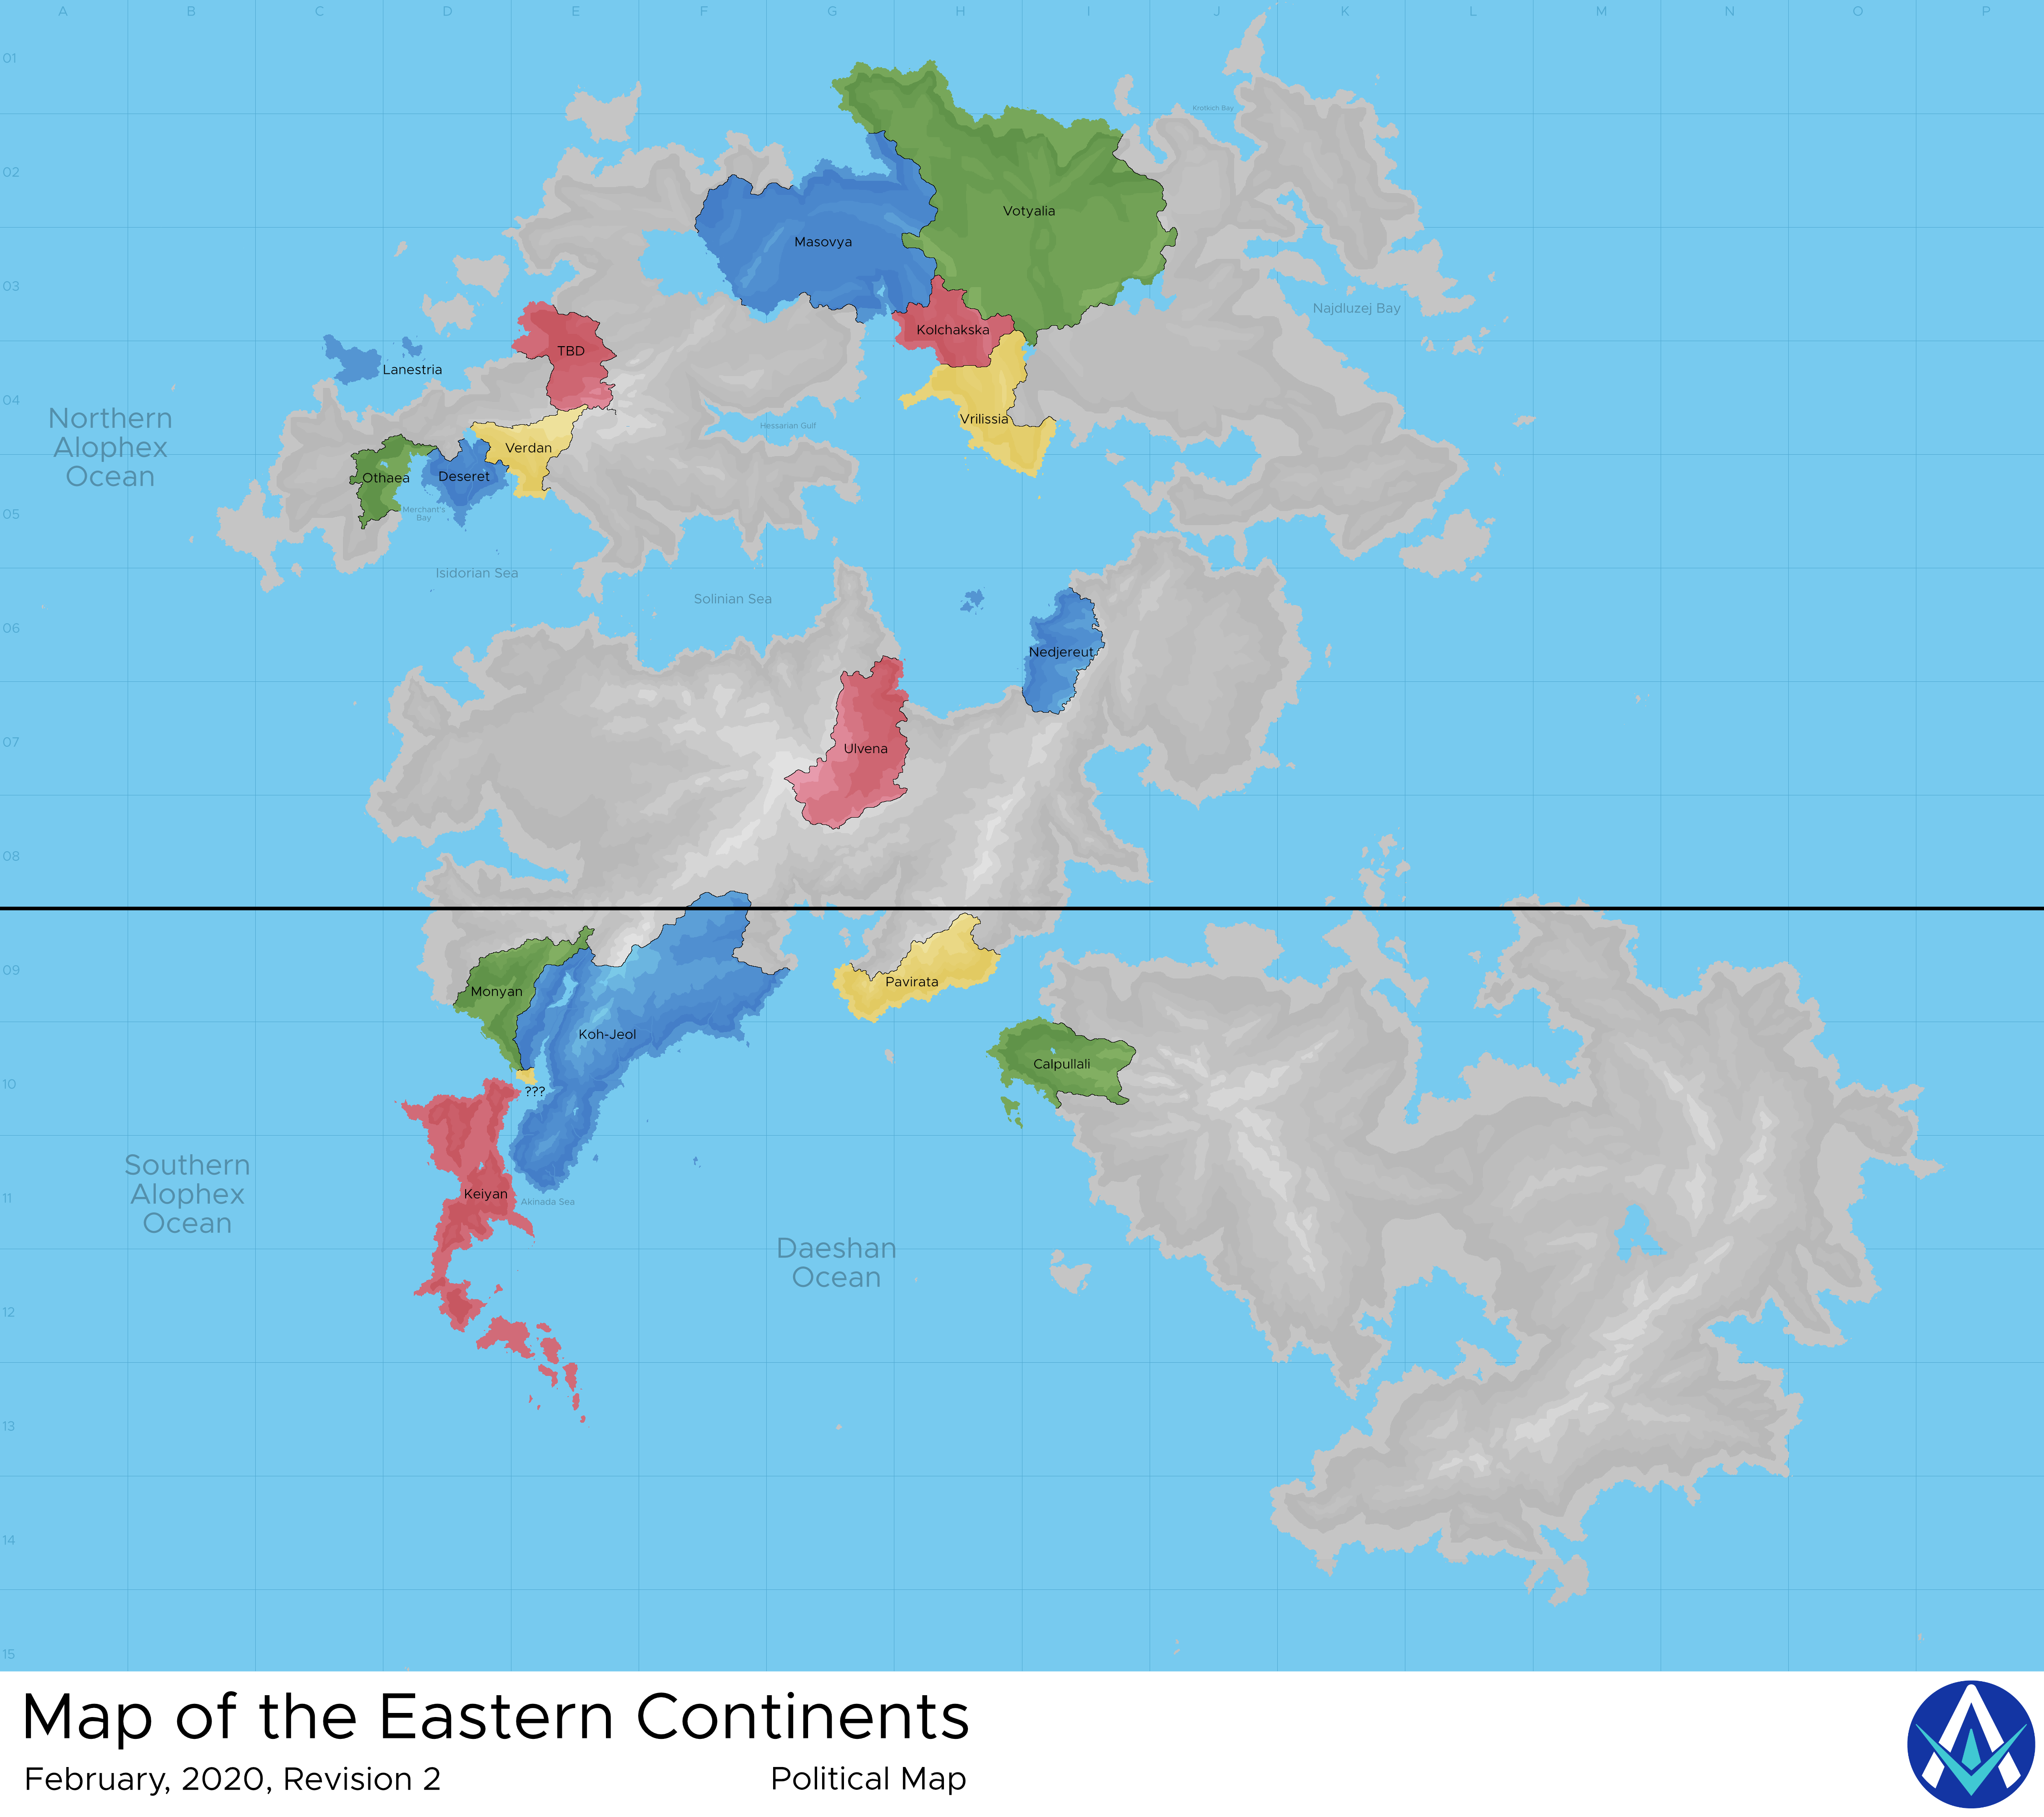 A B C D E F G H I J K L M N O P
01
Krolkich Bay
02
Votyalia
Masovya
03
Najdluzej Bay
Kolchakska
TBD
Lanestria
04
Northern
Alophex
Ocean
Vrilissia
Hessarian Gulf
Verdan
Othaea
Deseret
Merchant's
Bay
05
Isidorian Sea
Solinian Sea
06
Nedjereut
07
Ulvena
08
09
Pavirata
Monyan
Koh-Jeol
Calpullali
10
???
Southern
Alophex
Ocean
Keiyan
11
Akinada Sea
Daeshan
Ocean
12
13
14
15
Map of the Eastern Continents
February, 2020, Revision 2
Political Map